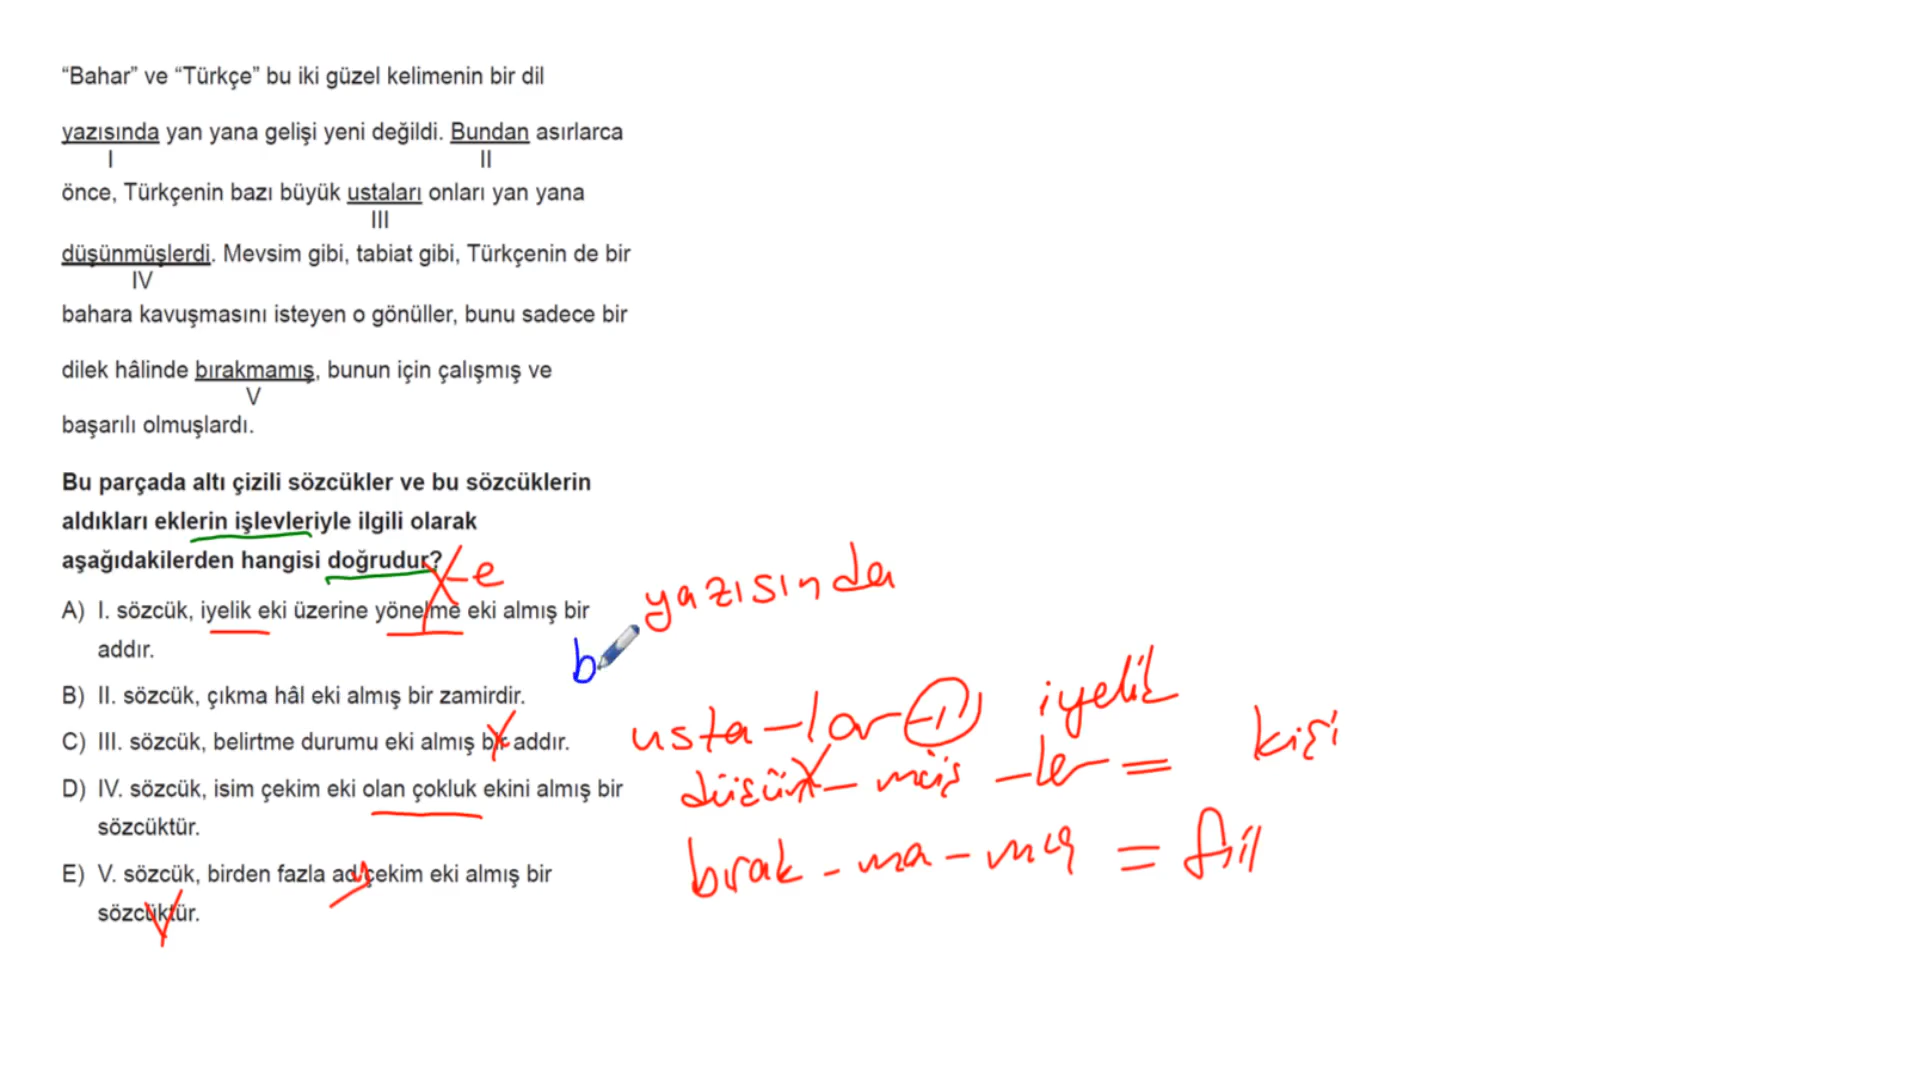 “Bahar” ve “Türkçe” bu iki güzel kelimenin bir dil
yazısında yan yana gelişi yeni değildi. Bundan asırlarca
I II
önce, Türkçenin bazı büyük ustaları onları yan yana
III
düşünmüşlerdi. Mevsim gibi, tabiat gibi, Türkçenin de bir
IV
bahara kavuşmasını isteyen o gönüller, bunu sadece bir
dilek hâlinde bırakmamış, bunun için çalışmış ve
V
başarılı olmuşlardı.
Bu parçada altı çizili sözcükler ve bu sözcüklerin
aldıkları eklerin işlevleriyle ilgili olarak
aşağıdakilerden hangisi doğrudur?
-e
A) I. sözcük, iyelik eki üzerine yönelme eki almış bir
addır.
B) II. sözcük, çıkma hâl eki almış bir zamirdir.
C) III. sözcük, belirtme durumu eki almış bir addır.
D) IV. sözcük, isim çekim eki olan çokluk ekini almış bir
sözcüktür.
E) V. sözcük, birden fazla ad çekim eki almış bir
sözcüktür.
yazısında
b
usta-lar-ı iyelik
düşün-müş-ler = kişi
bırak-ma-mış = fiil